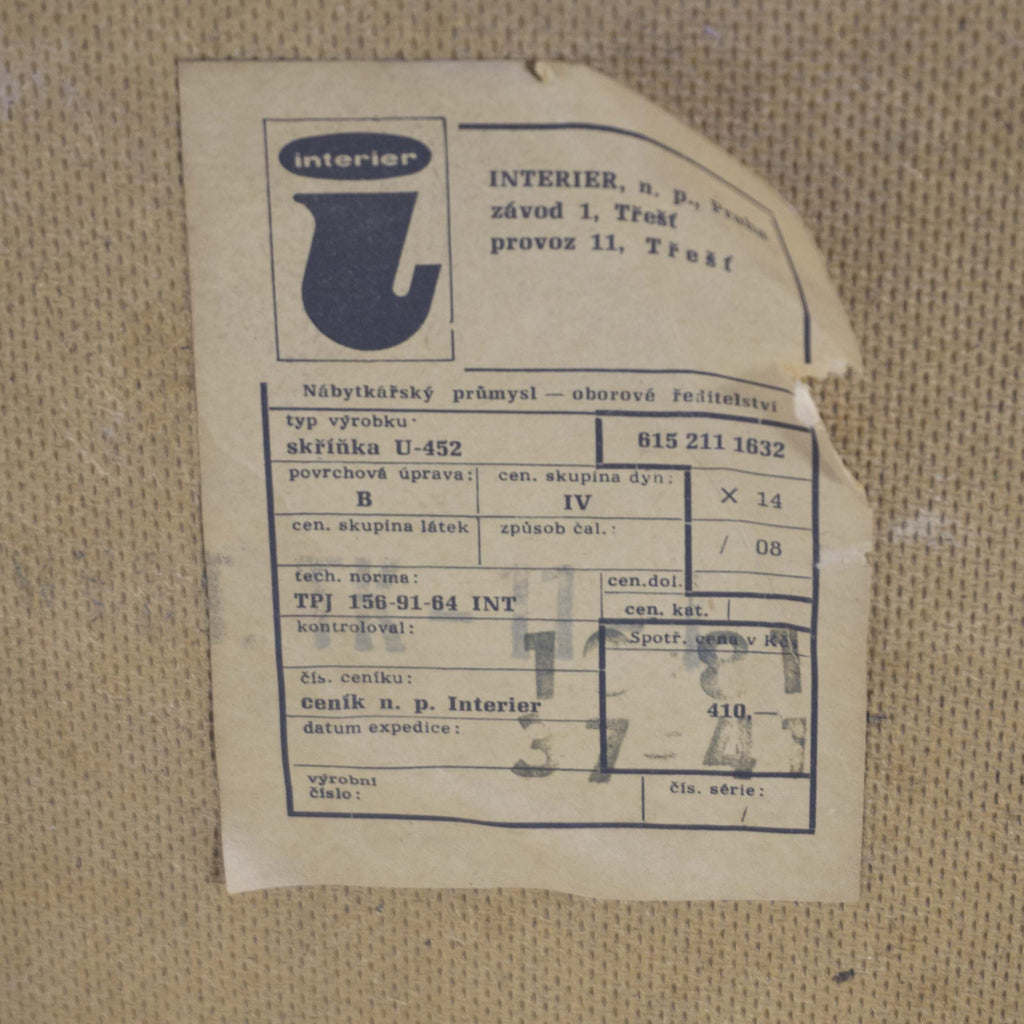 interier
INTERIER, n. p., Praha
závod 1, Třešť
provoz 11, Třešť
Nábytkářský průmysl — oborové ředitelství
typ výrobku:
skříňka U-452
615 211 1632
povrchová úprava:
B
cen. skupina dýh:
IV
X 14
cen. skupina látek
způsob čal.:
/ 08
tech. norma:
TPJ 156-91-64 INT
cen.dol.
cen. kat.
kontroloval:
Spotř. cena v Kčs
čís. ceníku:
ceník n. p. Interier
410,—
datum expedice:
37-43
výrobní
číslo:
čís. série:
/